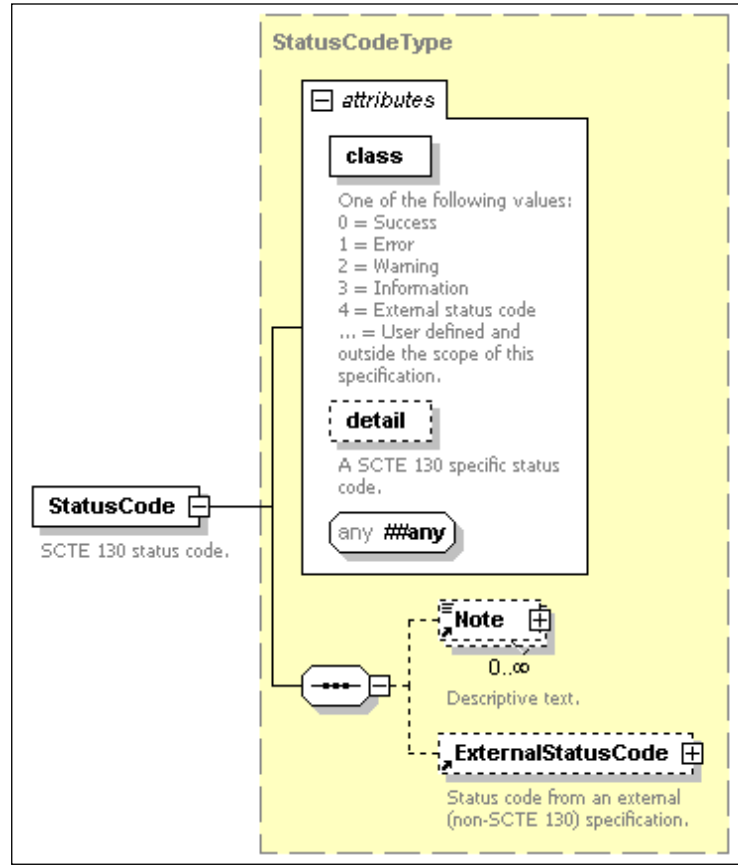 StatusCodeType
attributes
class
One of the following values:
0 = Success
1 = Error
2 = Warning
3 = Information
4 = External status code
... = User defined and
outside the scope of this
specification.
detail
A SCTE 130 specific status
code.
any ##any
StatusCode
SCTE 130 status code.
Note
0..∞
Descriptive text.
ExternalStatusCode
Status code from an external
(non-SCTE 130) specification.